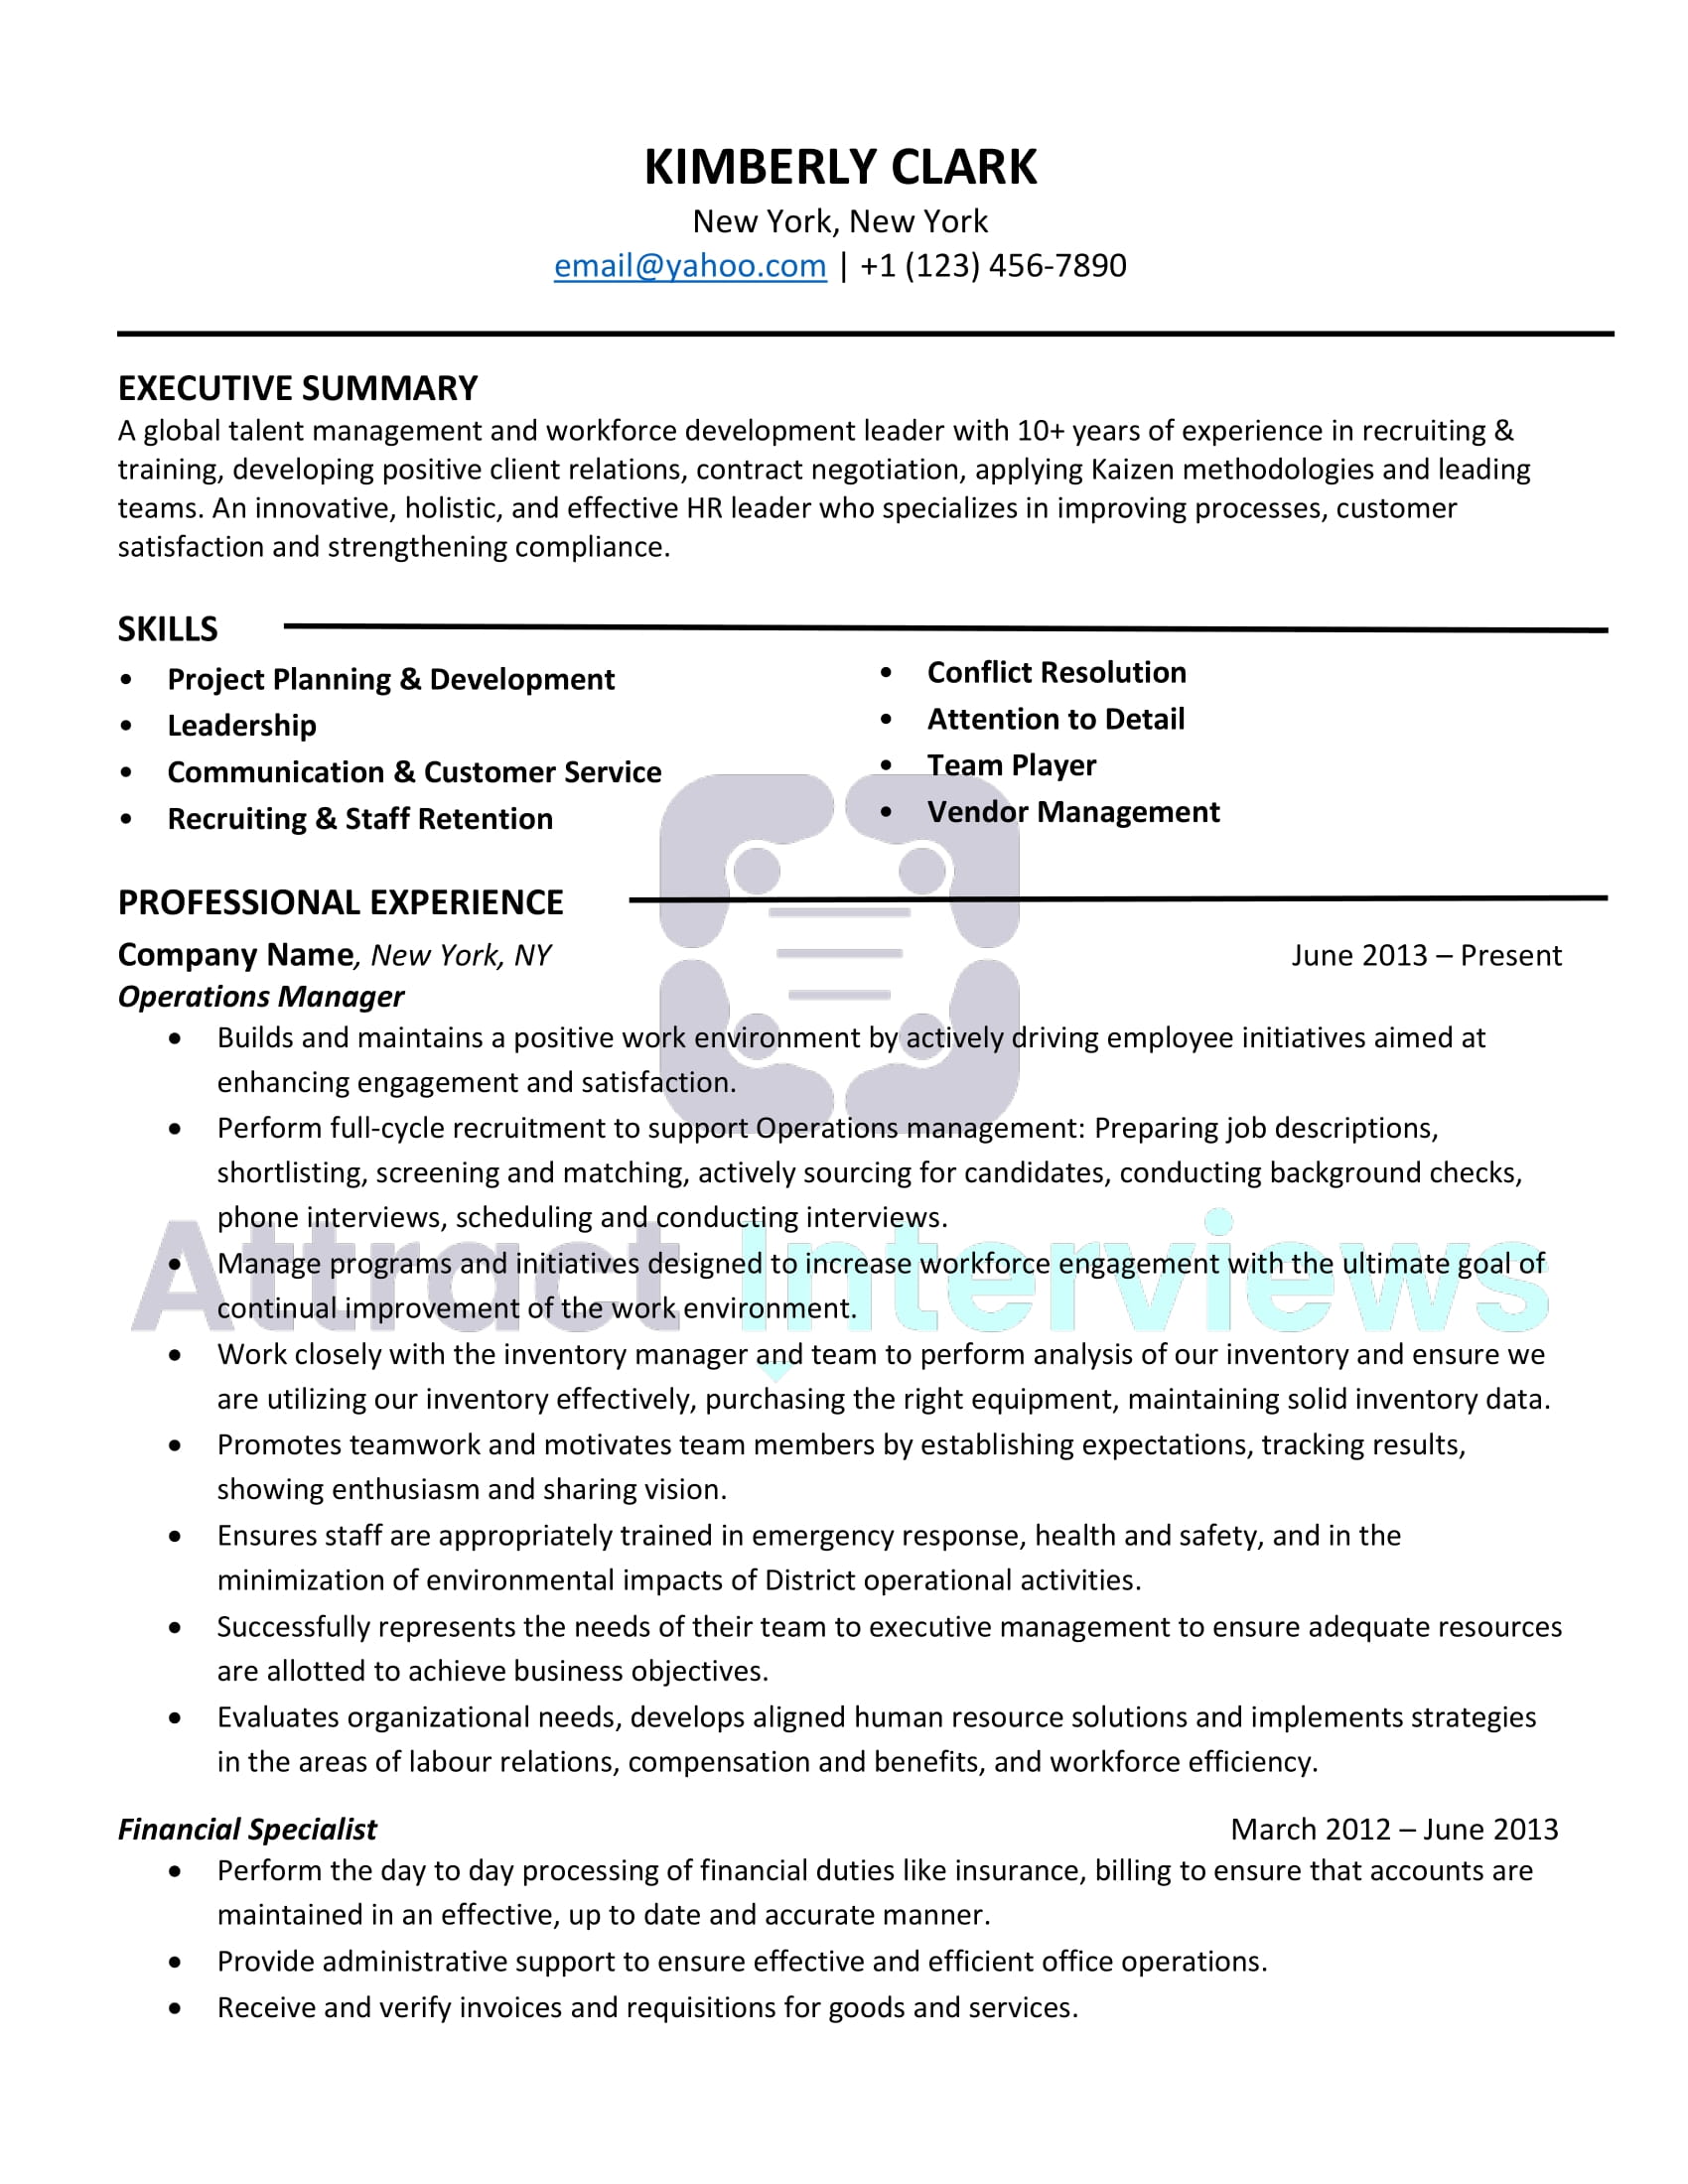 KIMBERLY CLARK
New York, New York
email@yahoo.com | +1 (123) 456-7890
EXECUTIVE SUMMARY
A global talent management and workforce development leader with 10+ years of experience in recruiting &
training, developing positive client relations, contract negotiation, applying Kaizen methodologies and leading
teams. An innovative, holistic, and effective HR leader who specializes in improving processes, customer
satisfaction and strengthening compliance.
SKILLS
• Project Planning & Development
• Leadership
• Communication & Customer Service
• Recruiting & Staff Retention
• Conflict Resolution
• Attention to Detail
• Team Player
• Vendor Management
PROFESSIONAL EXPERIENCE
Company Name, New York, NY June 2013 – Present
Operations Manager
• Builds and maintains a positive work environment by actively driving employee initiatives aimed at
enhancing engagement and satisfaction.
• Perform full-cycle recruitment to support Operations management: Preparing job descriptions,
shortlisting, screening and matching, actively sourcing for candidates, conducting background checks,
phone interviews, scheduling and conducting interviews.
• Manage programs and initiatives designed to increase workforce engagement with the ultimate goal of
continual improvement of the work environment.
Attract Interviews
• Work closely with the inventory manager and team to perform analysis of our inventory and ensure we
are utilizing our inventory effectively, purchasing the right equipment, maintaining solid inventory data.
• Promotes teamwork and motivates team members by establishing expectations, tracking results,
showing enthusiasm and sharing vision.
• Ensures staff are appropriately trained in emergency response, health and safety, and in the
minimization of environmental impacts of District operational activities.
• Successfully represents the needs of their team to executive management to ensure adequate resources
are allotted to achieve business objectives.
• Evaluates organizational needs, develops aligned human resource solutions and implements strategies
in the areas of labour relations, compensation and benefits, and workforce efficiency.
Financial Specialist March 2012 – June 2013
• Perform the day to day processing of financial duties like insurance, billing to ensure that accounts are
maintained in an effective, up to date and accurate manner.
• Provide administrative support to ensure effective and efficient office operations.
• Receive and verify invoices and requisitions for goods and services.